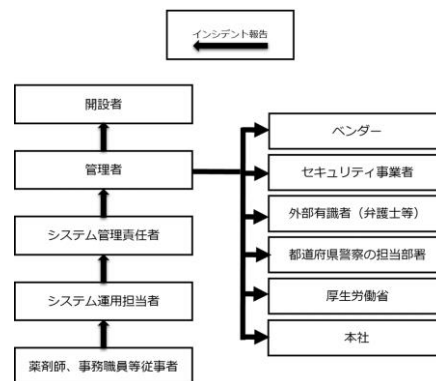 インシデント報告
開設者
管理者
システム管理責任者
システム運用担当者
薬剤師、事務職員等従事者
ベンダー
セキュリティ事業者
外部有識者（弁護士等）
都道府県警察の担当部署
厚生労働省
本社